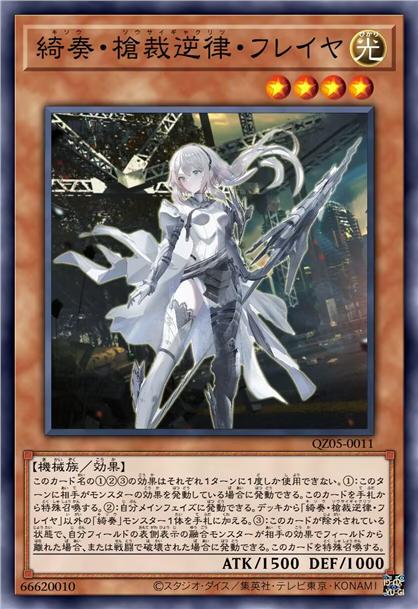 綺奏・槍裁逆律・フレイヤ
光
QZ05-0011
【機械族／効果】
このカード名の①②③の効果はそれぞれ1ターンに1度しか使用できない。①:このタ
ーンに相手がモンスターの効果を発動している場合に発動できる。このカードを手札か
ら特殊召喚する。②:自分メインフェイズに発動できる。デッキから「綺奏・槍裁逆律・フ
レイヤ」以外の「綺奏」モンスター1体を手札に加える。③:このカードが除外されている
状態で、自分フィールドの表側表示の融合モンスターが相手の効果でフィールドから
離れた場合、または戦闘で破壊された場合に発動できる。このカードを特殊召喚する。
ATK/1500 DEF/1000
66620010
©スタジオ・ダイス／集英社・テレビ東京・KONAMI